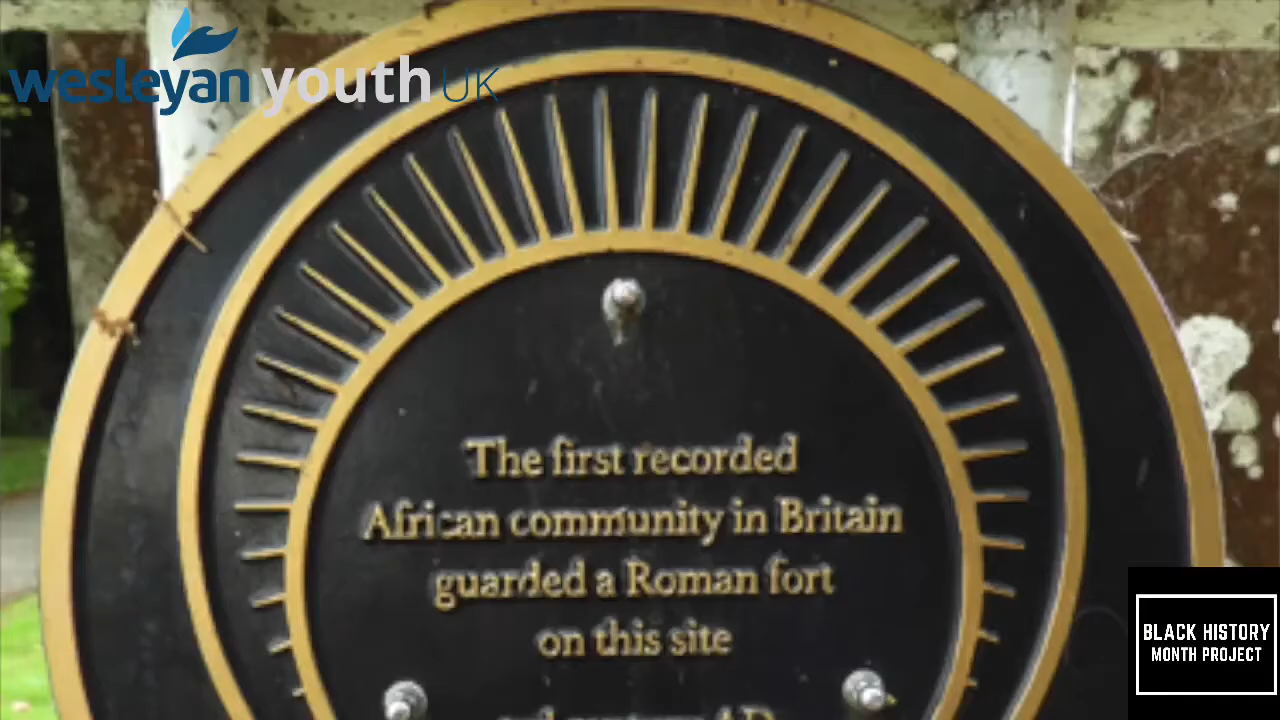 wesleyan youth UK
The first recorded
African community in Britain
guarded a Roman fort
on this site
BLACK HISTORY
MONTH PROJECT